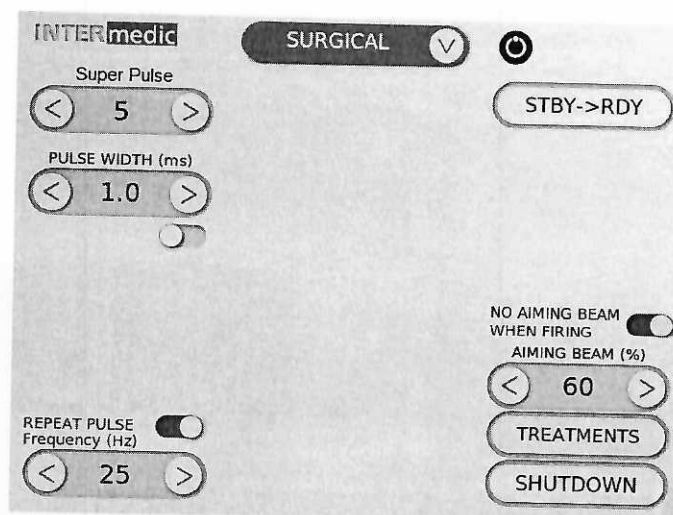 INTERmedic
SURGICAL
Super Pulse
5
STBY->RDY
PULSE WIDTH (ms)
1.0
NO AIMING BEAM
WHEN FIRING
AIMING BEAM (%)
60
REPEAT PULSE
Frequency (Hz)
25
TREATMENTS
SHUTDOWN